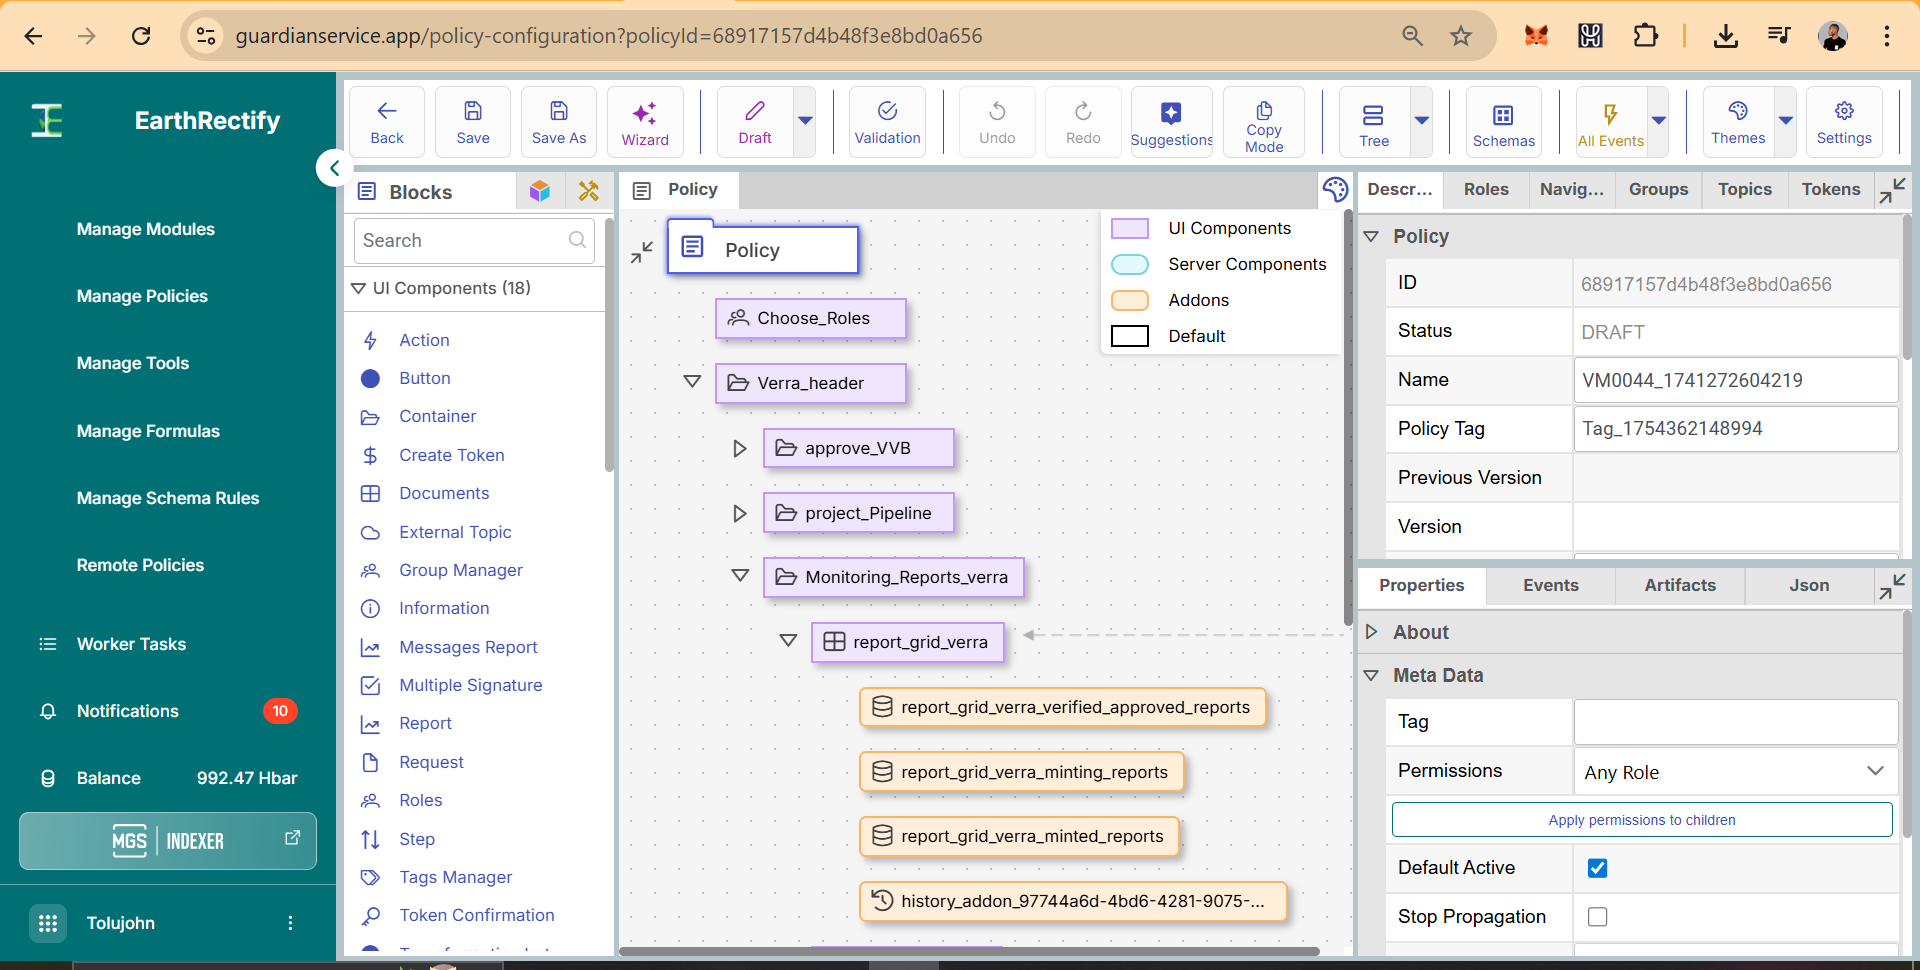 guardianservice.app/policy-configuration?policyId=68917157d4b48f3e8bd0a656
EarthRectify
Manage Modules
Manage Policies
Manage Tools
Manage Formulas
Manage Schema Rules
Remote Policies
Worker Tasks
Notifications 10
Balance 992.47 Hbar
MGS INDEXER
Tolujohn
Back
Save
Save As
Wizard
Draft
Validation
Undo
Redo
Suggestions
Copy
Mode
Tree
Schemas
All Events
Themes
Settings
Blocks
Search
UI Components (18)
Action
Button
Container
Create Token
Documents
External Topic
Group Manager
Information
Messages Report
Multiple Signature
Report
Request
Roles
Step
Tags Manager
Token Confirmation
Policy
Policy
Choose_Roles
Verra_header
approve_VVB
project_Pipeline
Monitoring_Reports_verra
report_grid_verra
report_grid_verra_verified_approved_reports
report_grid_verra_minting_reports
report_grid_verra_minted_reports
history_addon_97744a6d-4bd6-4281-9075-...
UI Components
Server Components
Addons
Default
Descr... Roles Navig... Groups Topics Tokens
Policy
ID 68917157d4b48f3e8bd0a656
Status DRAFT
Name VM0044_1741272604219
Policy Tag Tag_1754362148994
Previous Version
Version
Properties Events Artifacts Json
About
Meta Data
Tag
Permissions Any Role
Apply permissions to children
Default Active
Stop Propagation